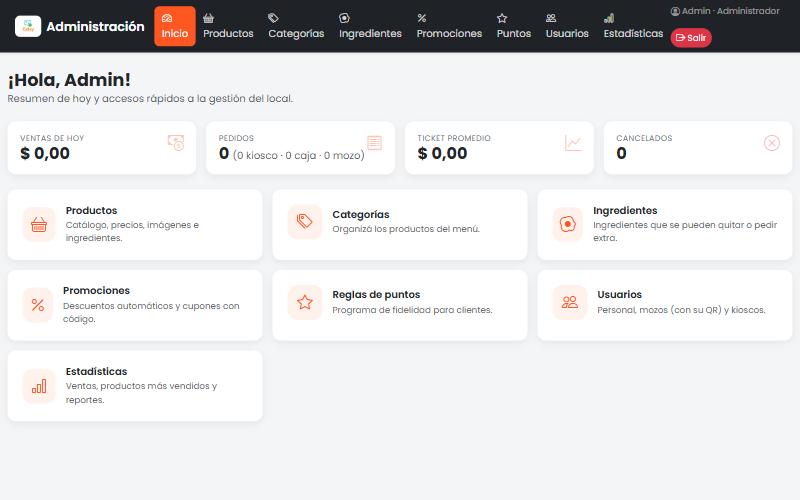 Administración
Inicio
Productos
Categorías
Ingredientes
Promociones
Puntos
Usuarios
Estadísticas
Admin · Administrador
Salir
¡Hola, Admin!
Resumen de hoy y accesos rápidos a la gestión del local.
VENTAS DE HOY
$ 0,00
PEDIDOS
0 (0 kiosco · 0 caja · 0 mozo)
TICKET PROMEDIO
$ 0,00
CANCELADOS
0
Productos
Catálogo, precios, imágenes e
ingredientes.
Categorías
Organizá los productos del menú.
Ingredientes
Ingredientes que se pueden quitar o pedir
extra.
Promociones
Descuentos automáticos y cupones con
código.
Reglas de puntos
Programa de fidelidad para clientes.
Usuarios
Personal, mozos (con su QR) y kioscos.
Estadísticas
Ventas, productos más vendidos y
reportes.